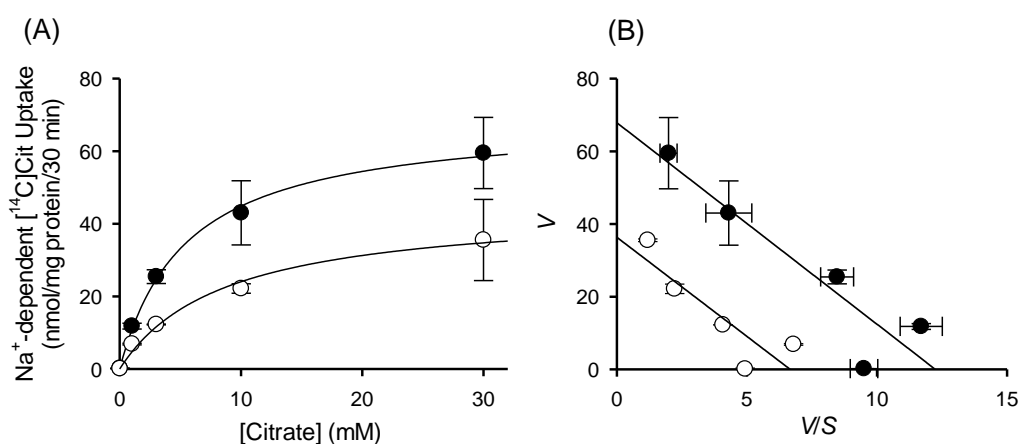 (A)
Na⁺-dependent [¹⁴C]Cit Uptake
(nmol/mg protein/30 min)
80
60
40
20
0
0
10
20
30
[Citrate] (mM)
(B)
V
80
60
40
20
0
0
5
10
15
V/S